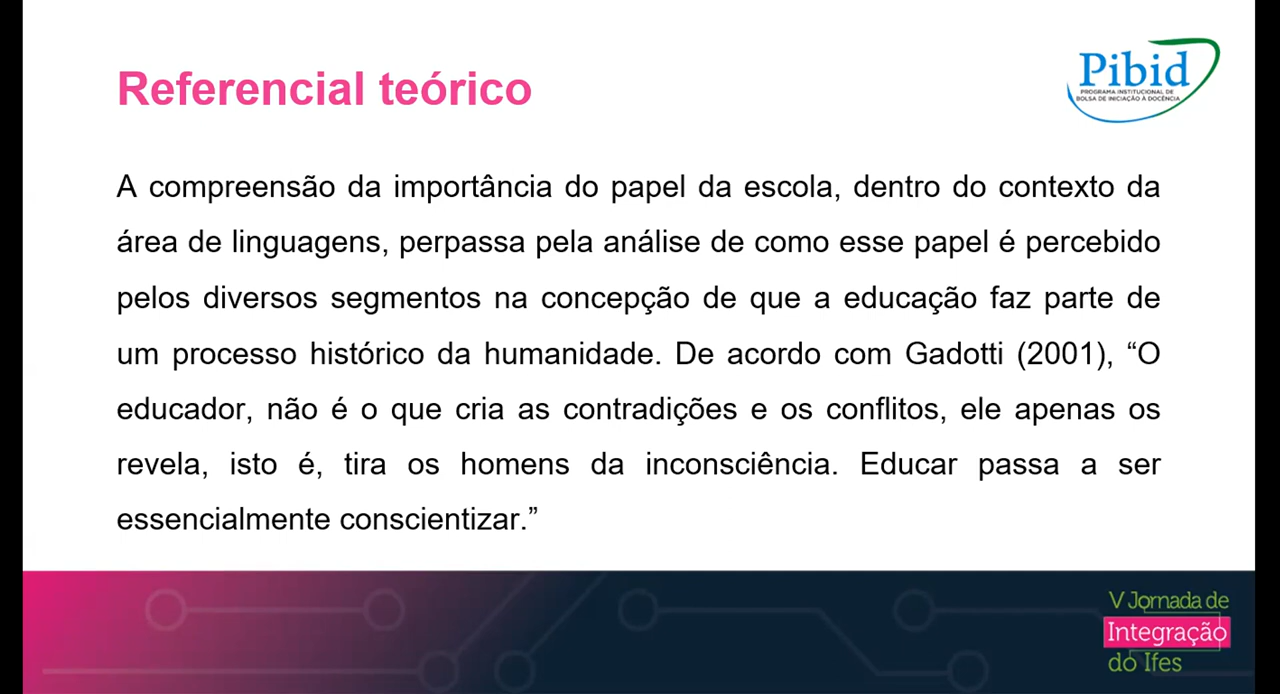 Referencial teórico
Pibid
PROGRAMA INSTITUCIONAL DE
BOLSA DE INICIAÇÃO À DOCÊNCIA
A compreensão da importância do papel da escola, dentro do contexto da
área de linguagens, perpassa pela análise de como esse papel é percebido
pelos diversos segmentos na concepção de que a educação faz parte de
um processo histórico da humanidade. De acordo com Gadotti (2001), “O
educador, não é o que cria as contradições e os conflitos, ele apenas os
revela, isto é, tira os homens da inconsciência. Educar passa a ser
essencialmente conscientizar.”
V Jornada de
Integração
do Ifes